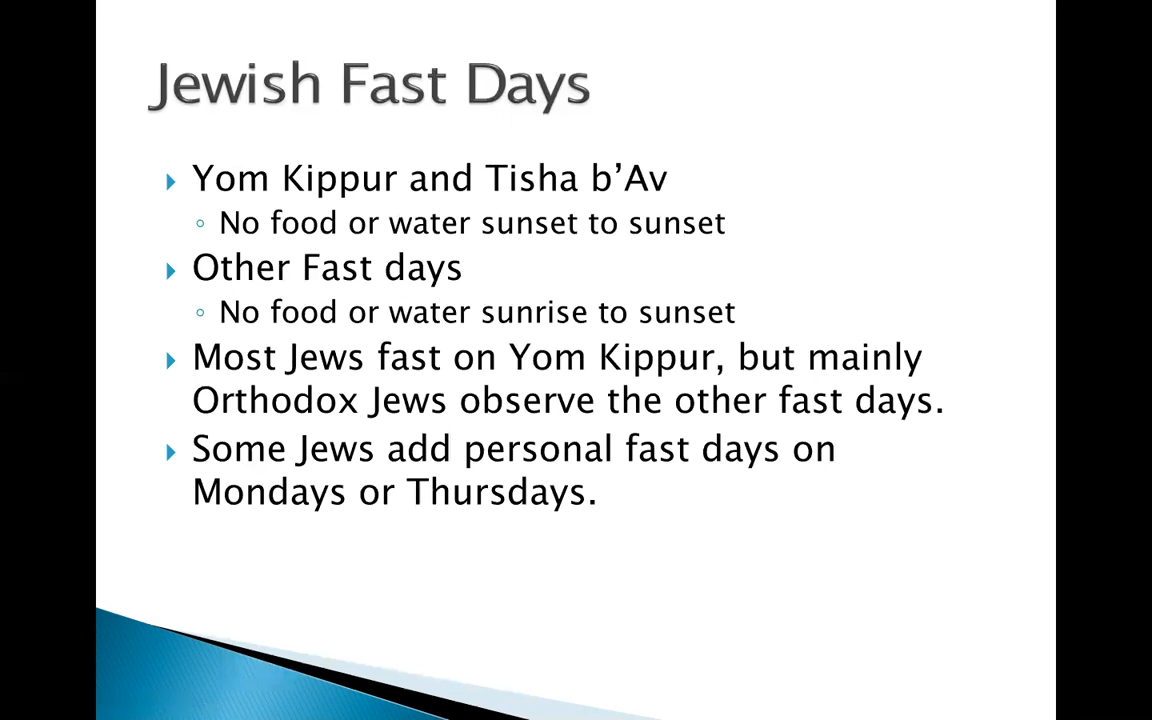 Jewish Fast Days
Yom Kippur and Tisha b’Av
No food or water sunset to sunset
Other Fast days
No food or water sunrise to sunset
Most Jews fast on Yom Kippur, but mainly
Orthodox Jews observe the other fast days.
Some Jews add personal fast days on
Mondays or Thursdays.